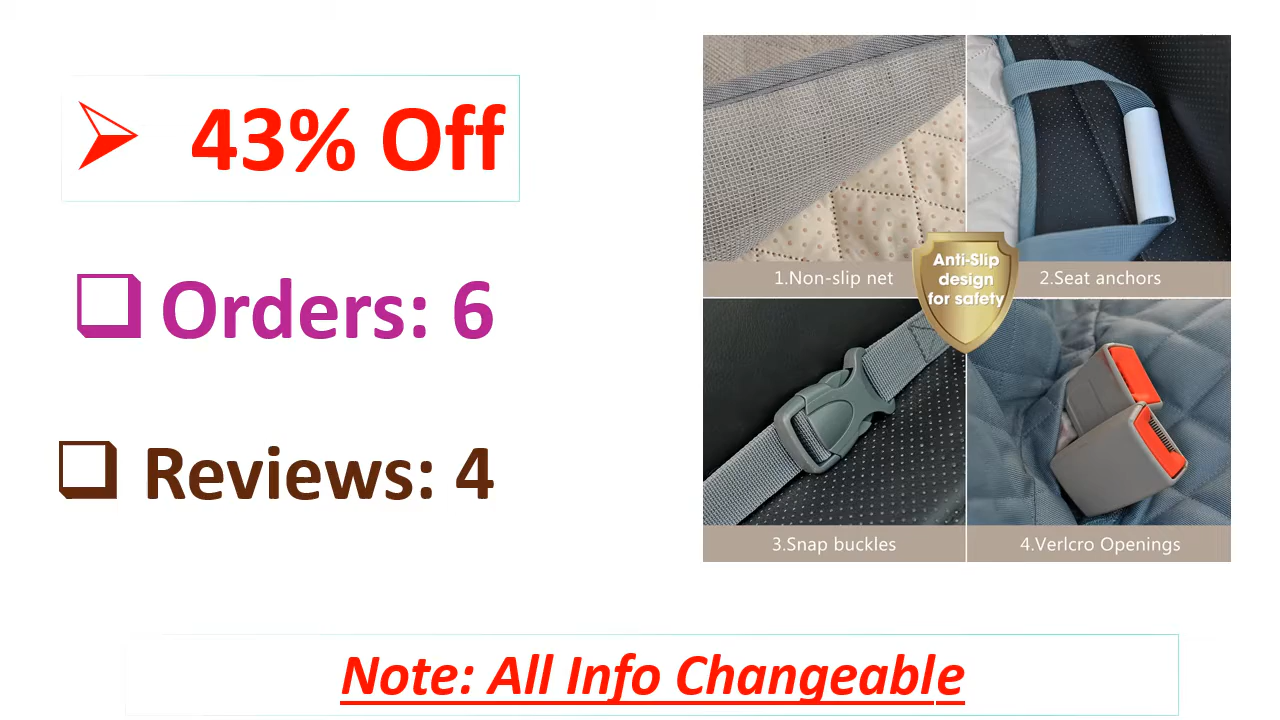 43% Off
Orders: 6
Reviews: 4
1.Non-slip net
2.Seat anchors
Anti-Slip
design
for safety
3.Snap buckles
4.Verlcro Openings
Note: All Info Changeable